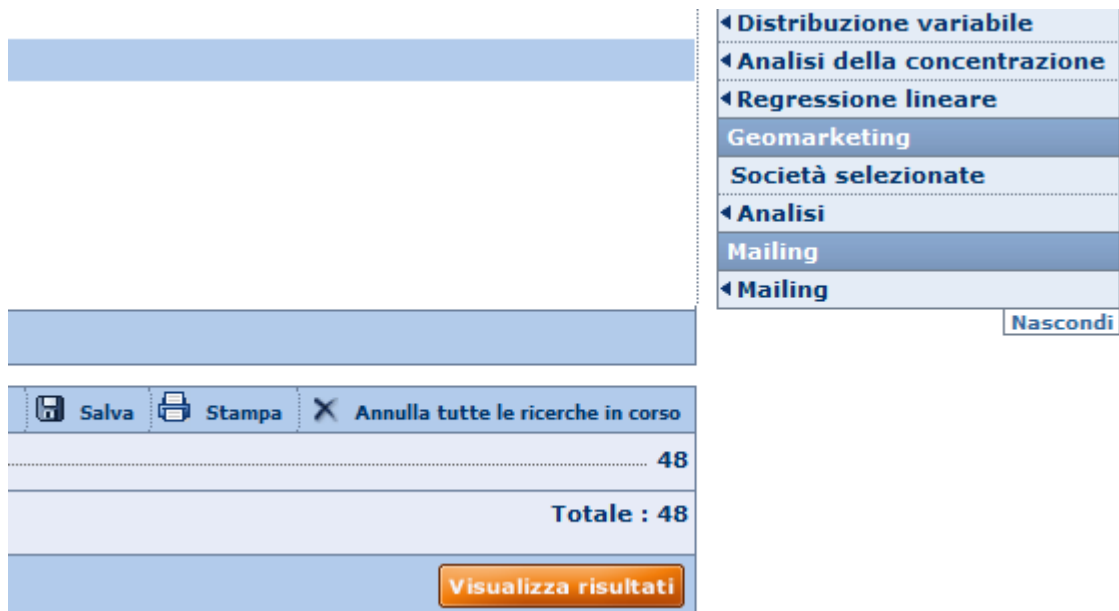 Distribuzione variabile
Analisi della concentrazione
Regressione lineare
Geomarketing
Società selezionate
Analisi
Mailing
Mailing
Nascondi
Salva Stampa Annulla tutte le ricerche in corso
48
Totale : 48
Visualizza risultati